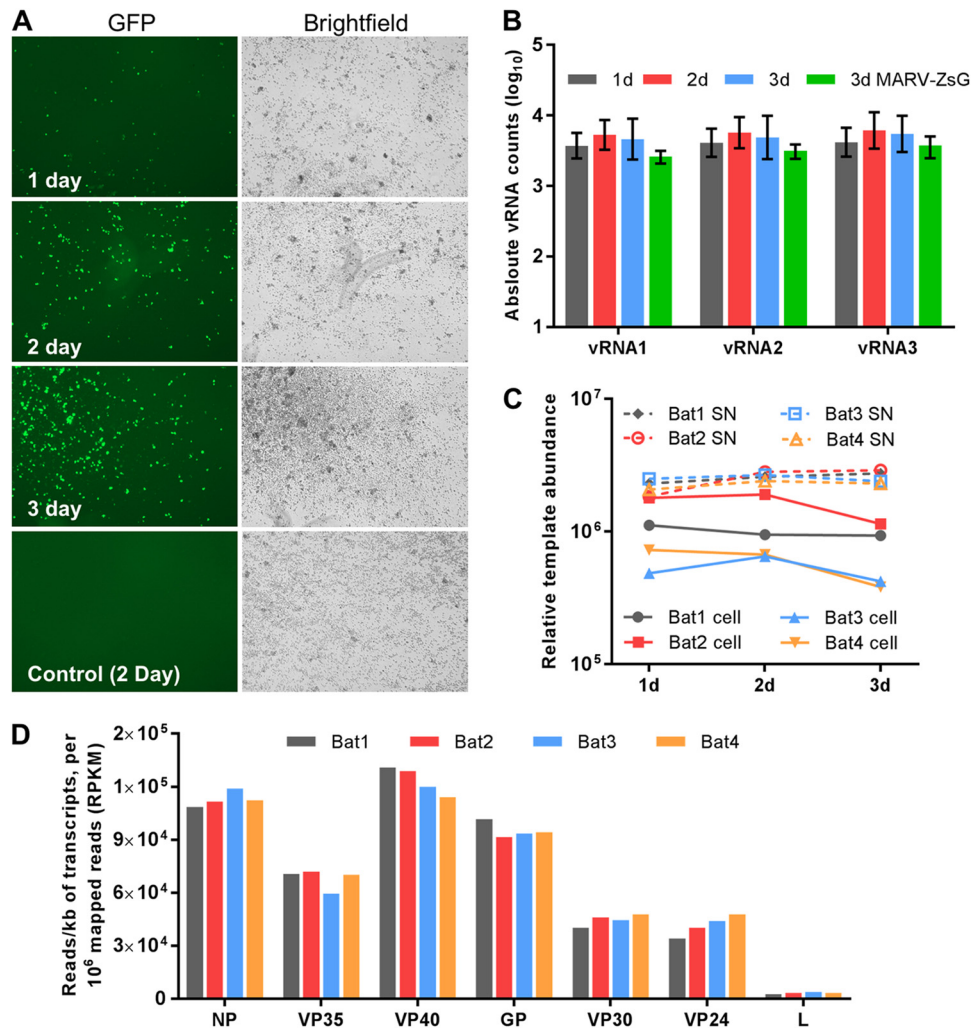 A
GFP
Brightfield
1 day
2 day
3 day
Control (2 Day)
B
Absloute vRNA counts (log10)
5
4
3
2
1
1d
2d
3d
3d MARV-ZsG
vRNA1
vRNA2
vRNA3
C
Relative template abundance
10^7
10^6
10^5
Bat1 SN
Bat2 SN
Bat3 SN
Bat4 SN
Bat1 cell
Bat2 cell
Bat3 cell
Bat4 cell
1d
2d
3d
D
Reads/kb of transcripts, per
10^6 mapped reads (RPKM)
2× 10^5
1× 10^5
9× 10^4
6× 10^4
3× 10^4
0
Bat1
Bat2
Bat3
Bat4
NP
VP35
VP40
GP
VP30
VP24
L